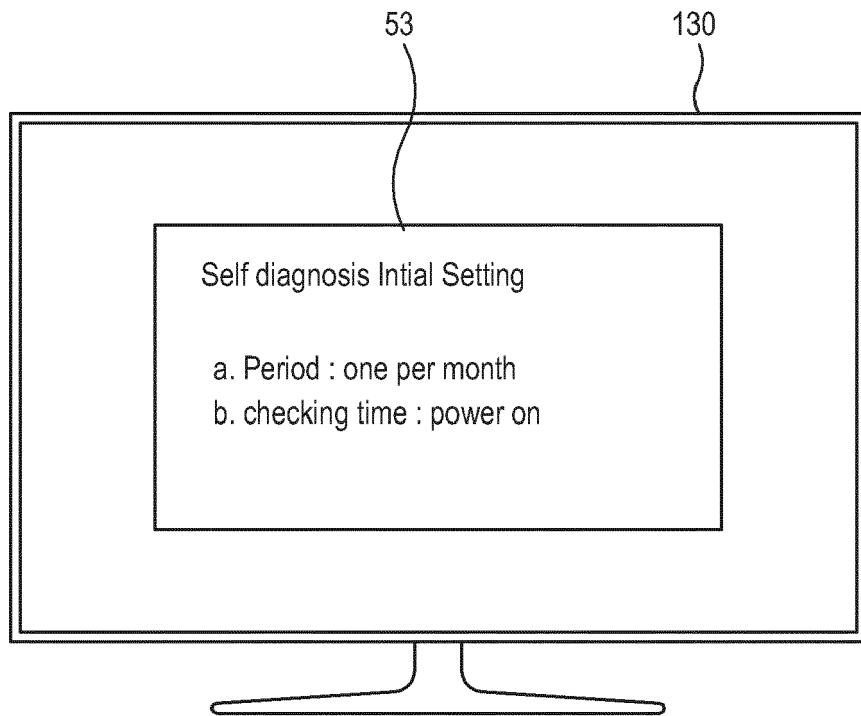 53 130
Self diagnosis Intial Setting
a. Period : one per month
b. checking time : power on